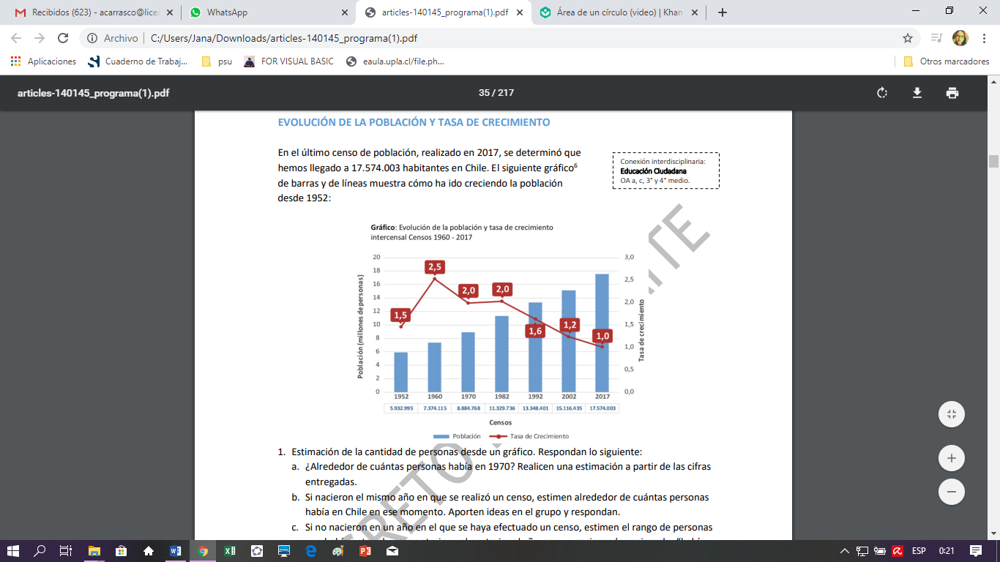 Recibidos (623) - acarrasco@lice
WhatsApp
articles-140145_programa(1).pdf
Área de un círculo (video) | Khan
Archivo C:/Users/Jana/Downloads/articles-140145_programa(1).pdf
Aplicaciones
Cuaderno de Trabaj...
psu
FOR VISUAL BASIC
eaula.upla.cl/file.ph...
Otros marcadores
articles-140145_programa(1).pdf
35 / 217
EVOLUCIÓN DE LA POBLACIÓN Y TASA DE CRECIMIENTO
En el último censo de población, realizado en 2017, se determinó que
hemos llegado a 17.574.003 habitantes en Chile. El siguiente gráfico6
de barras y de líneas muestra cómo ha ido creciendo la población
desde 1952:
Conexión interdisciplinaria:
Educación Ciudadana
OA a, c, 3° y 4° medio.
Gráfico: Evolución de la población y tasa de crecimiento
intercensal Censos 1960 - 2017
Población (millones de personas)
20
18
16
14
12
10
8
6
4
2
0
1,5
2,5
2,0
2,0
1,6
1,2
1,0
3,0
2,5
2,0
1,5
1,0
0,5
0,0
Tasa de crecimiento
1952 1960 1970 1982 1992 2002 2017
5.932.995 7.374.115 8.884.768 11.329.736 13.348.401 15.116.435 17.574.003
Censos
Población Tasa de Crecimiento
1. Estimación de la cantidad de personas desde un gráfico. Respondan lo siguiente:
a. ¿Alrededor de cuántas personas había en 1970? Realicen una estimación a partir de las cifras
entregadas.
b. Si nacieron el mismo año en que se realizó un censo, estimen alrededor de cuántas personas
había en Chile en ese momento. Aporten ideas en el grupo y respondan.
c. Si no nacieron en un año en el que se haya efectuado un censo, estimen el rango de personas
ESP
0:21